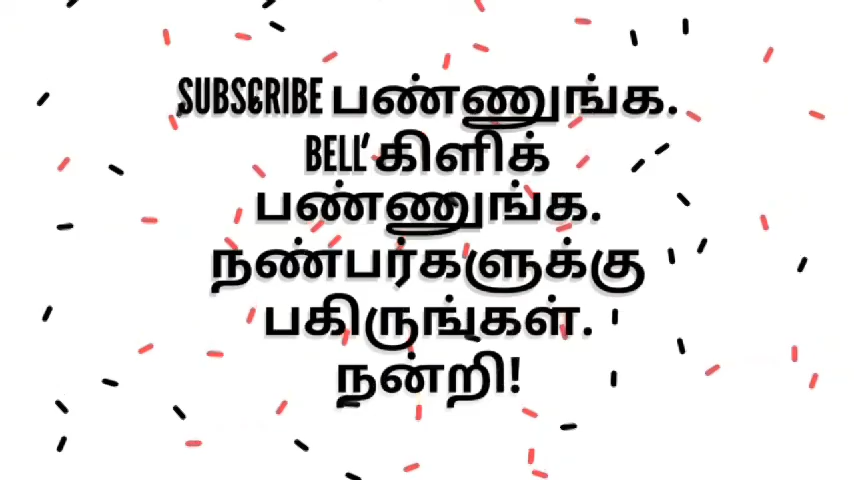 SUBSCRIBE பண்ணுங்க.
BELL' கிளிக்
பண்ணுங்க.
நண்பர்களுக்கு
பகிருங்கள்.
நன்றி!